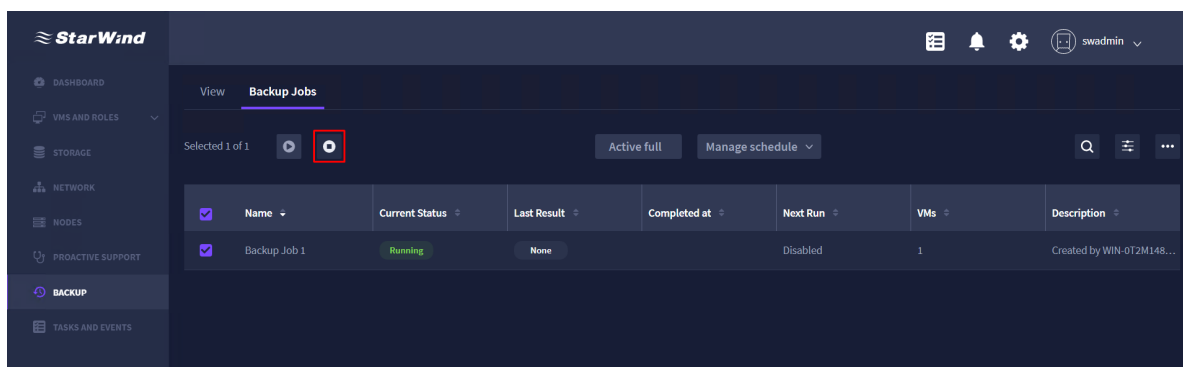 StarWind
swadmin
DASHBOARD
VMS AND ROLES
STORAGE
NETWORK
NODES
PROACTIVE SUPPORT
BACKUP
TASKS AND EVENTS
View Backup Jobs
Selected 1 of 1 Active full Manage schedule
Name Current Status Last Result Completed at Next Run VMs Description
Backup Job 1 Running None Disabled 1 Created by WIN-0T2M148...